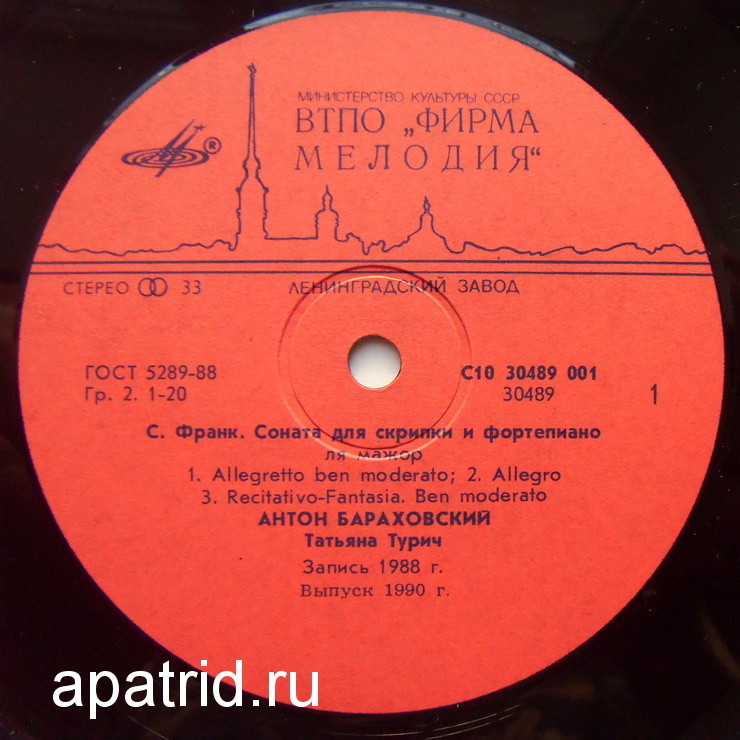 МИНИСТЕРСТВО КУЛЬТУРЫ СССР
ВТПО „ФИРМА
МЕЛОДИЯ“
®
СТЕРЕО 33
ЛЕНИНГРАДСКИЙ ЗАВОД
ГОСТ 5289-88
Гр. 2. 1-20
С10 30489 001
30489
1
С. Франк. Соната для скрипки и фортепиано
ля мажор
1. Allegretto ben moderato; 2. Allegro
3. Recitativo-Fantasia. Ben moderato
АНТОН БАРАХОВСКИЙ
Татьяна Турич
Запись 1988 г.
Выпуск 1990 г.
apatrid.ru